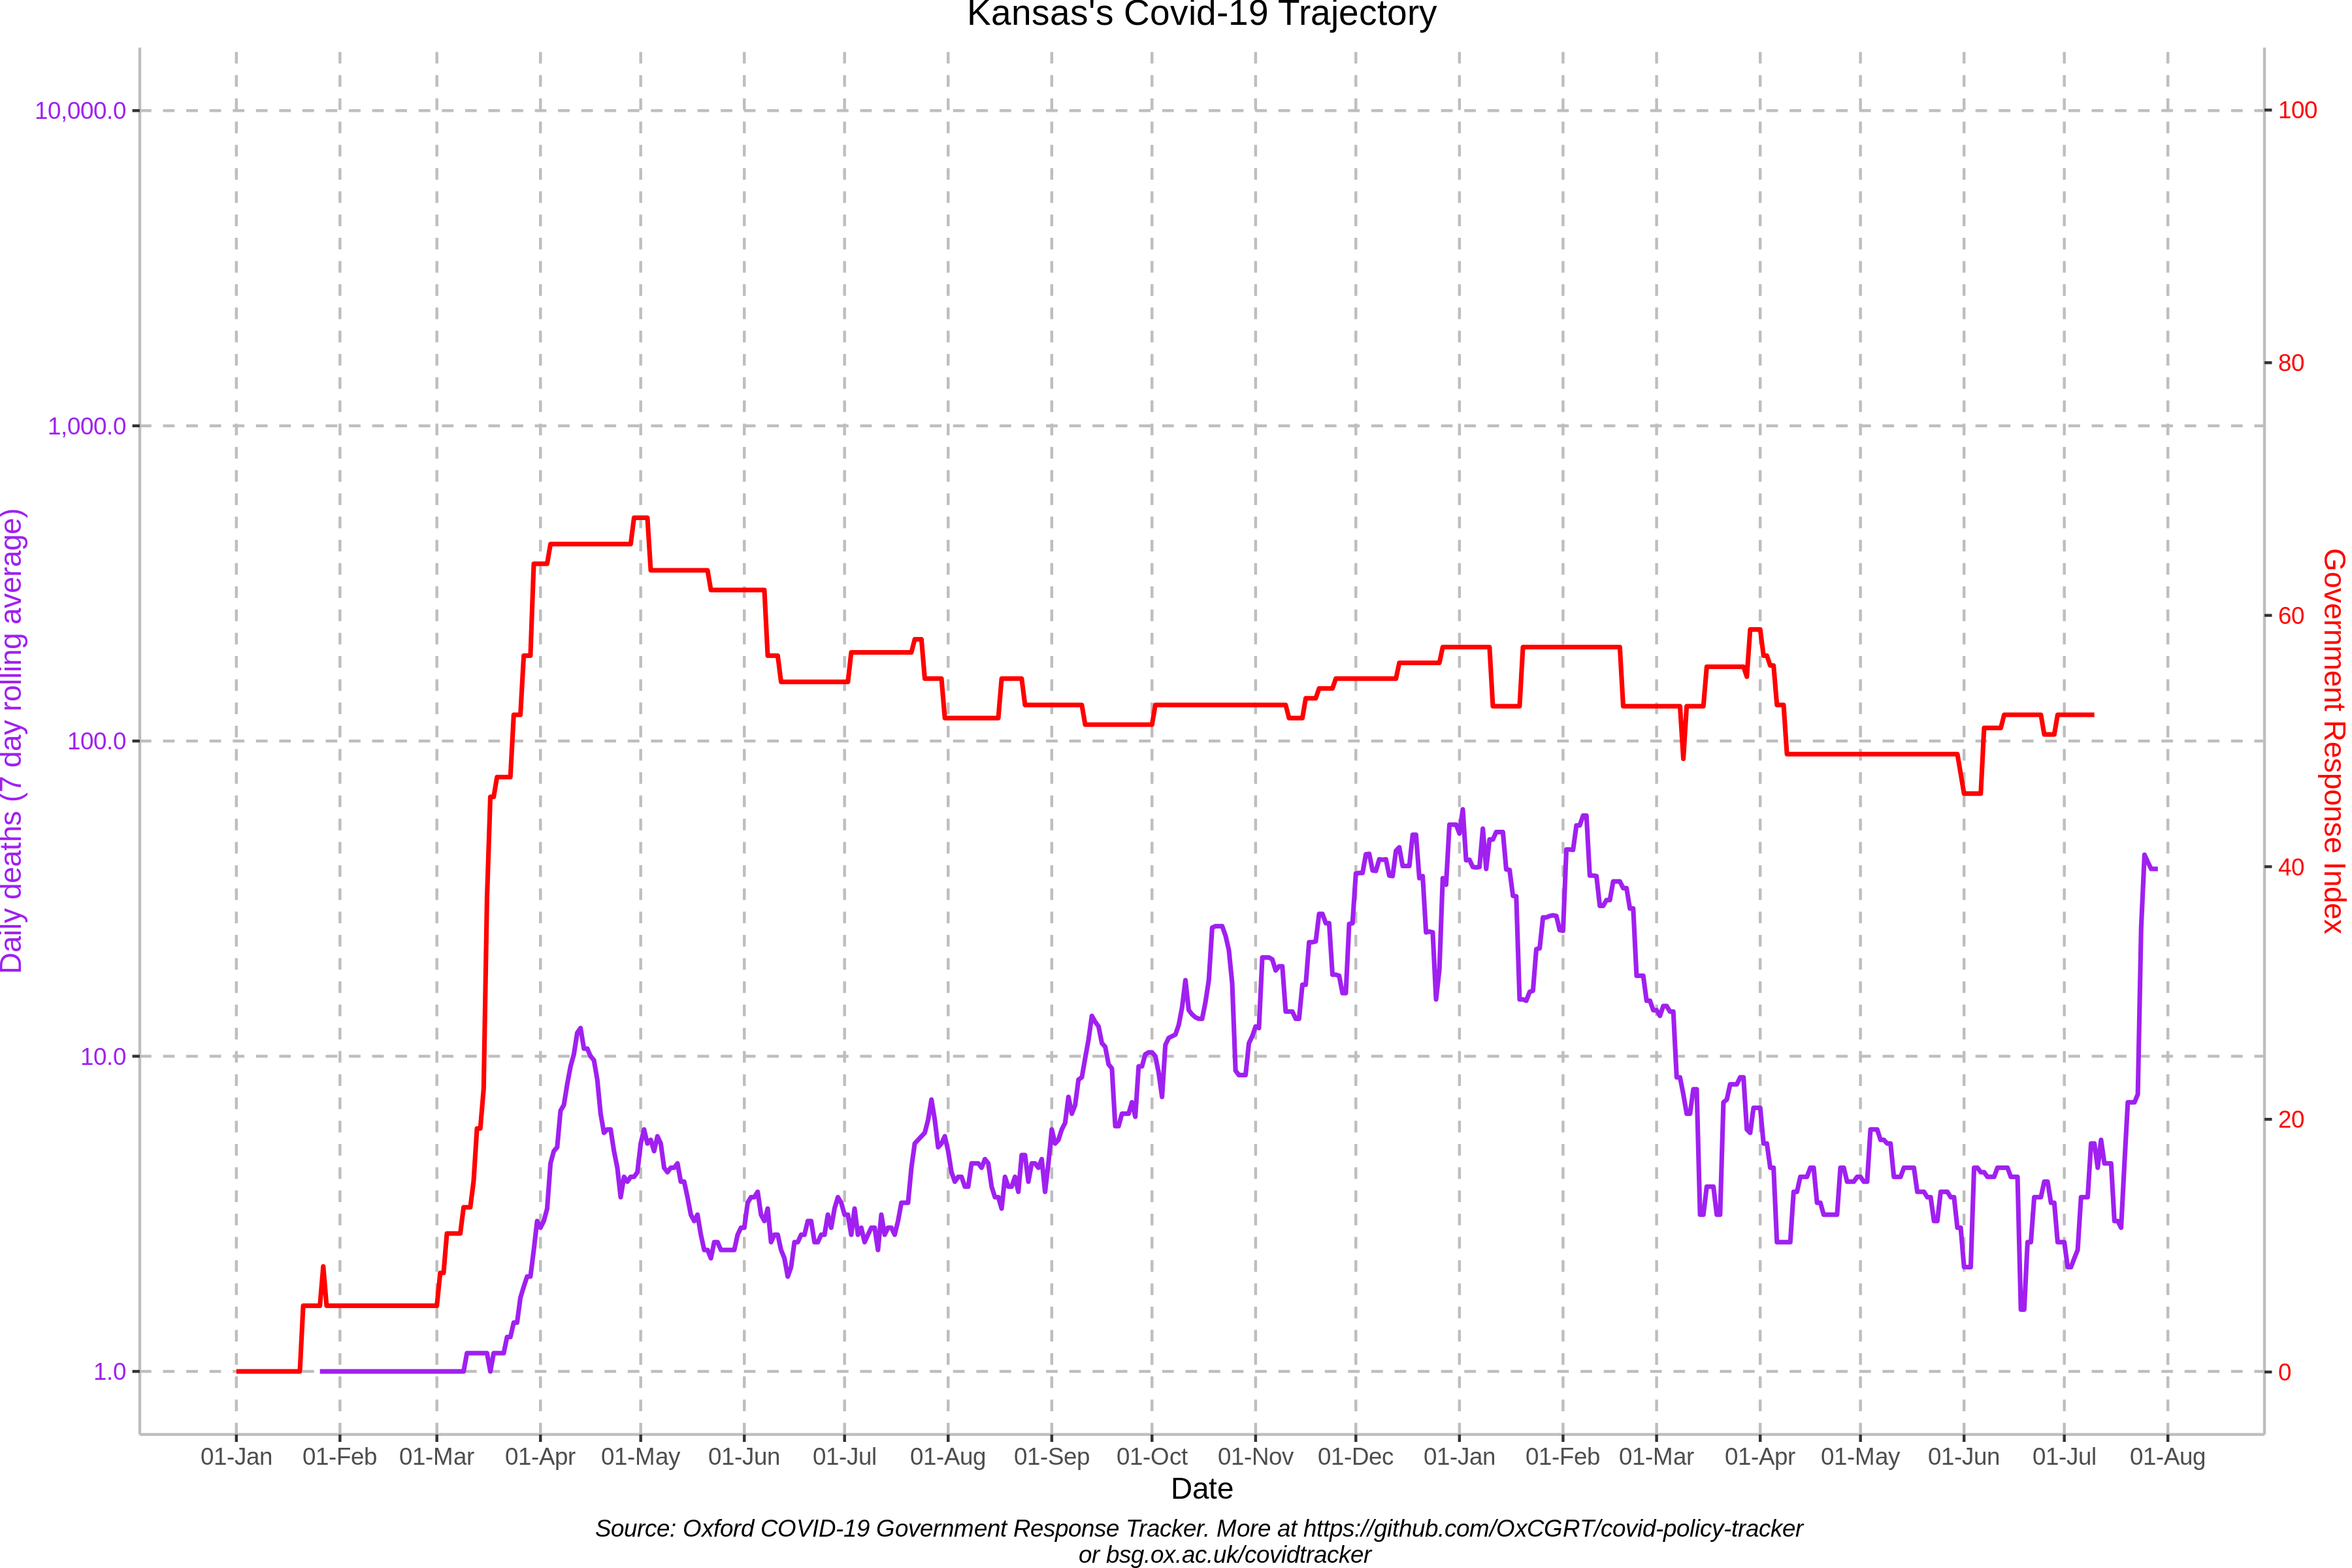 Kansas's Covid-19 Trajectory
10,000.0
1,000.0
100.0
10.0
1.0
Daily deaths (7 day rolling average)
100
80
60
40
20
0
Government Response Index
01-Jan 01-Feb 01-Mar 01-Apr 01-May 01-Jun 01-Jul 01-Aug 01-Sep 01-Oct 01-Nov 01-Dec 01-Jan 01-Feb 01-Mar 01-Apr 01-May 01-Jun 01-Jul 01-Aug
Date
Source: Oxford COVID-19 Government Response Tracker. More at https://github.com/OxCGRT/covid-policy-tracker
or bsg.ox.ac.uk/covidtracker